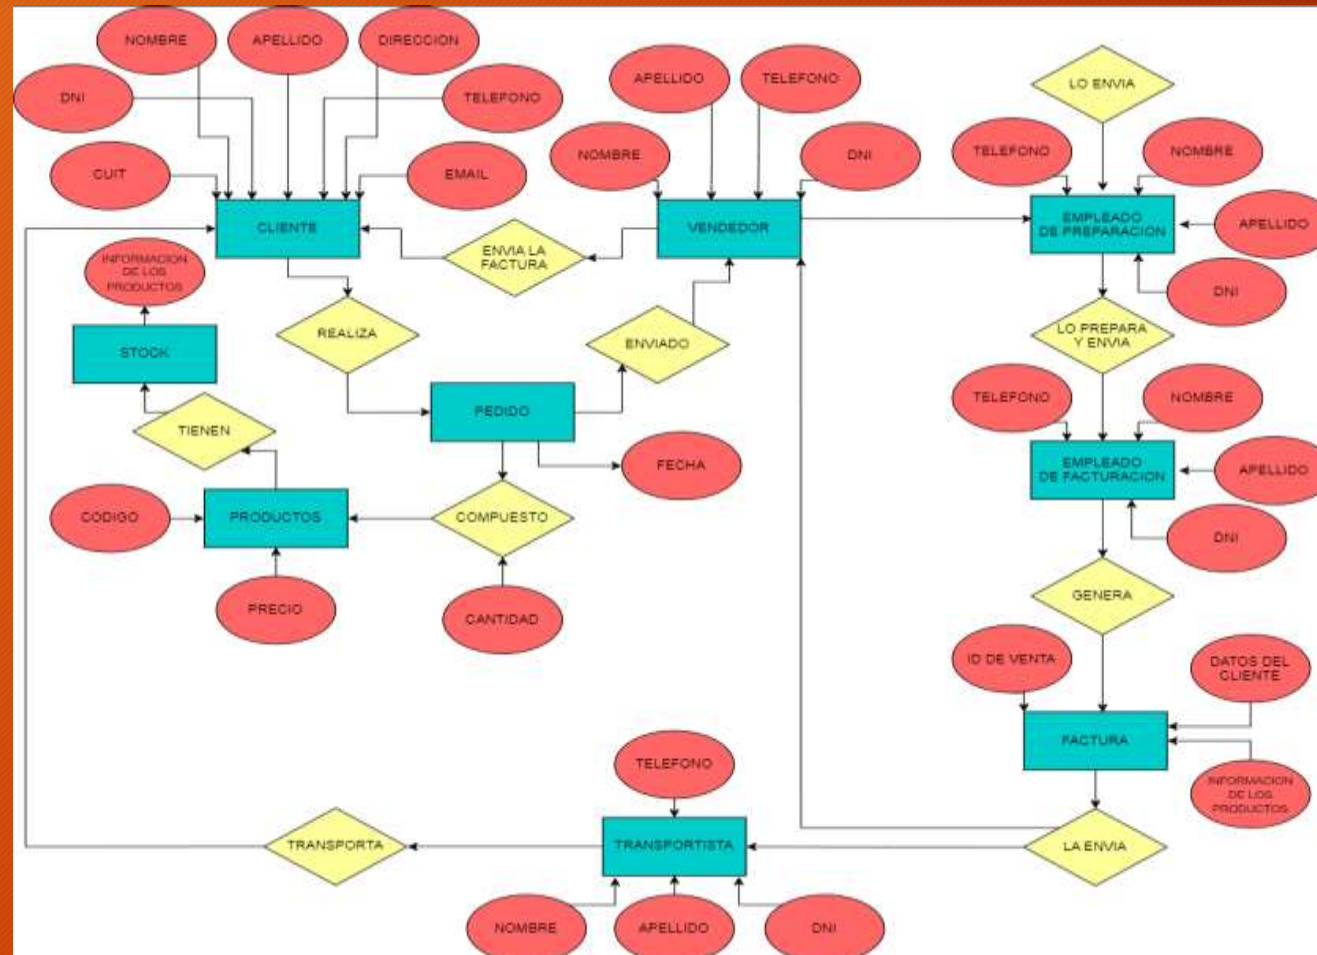 NOMBRE
APELLIDO
DIRECCION
DNI
TELEFONO
CUIT
EMAIL
CLIENTE
ENVIA LA
FACTURA
APELLIDO
TELEFONO
NOMBRE
DNI
VENDEDOR
LO ENVIA
TELEFONO
NOMBRE
EMPLEADO
DE PREPARACION
APELLIDO
DNI
INFORMACION
DE LOS
PRODUCTOS
STOCK
REALIZA
ENVIADO
LO PREPARA
Y ENVIA
TIENEN
PEDIDO
FECHA
TELEFONO
NOMBRE
EMPLEADO
DE FACTURACION
APELLIDO
DNI
CODIGO
PRODUCTOS
COMPUESTO
PRECIO
CANTIDAD
GENERA
ID DE VENTA
DATOS DEL
CLIENTE
FACTURA
INFORMACION
DE LOS
PRODUCTOS
TELEFONO
TRANSPORTA
TRANSPORTISTA
LA ENVIA
NOMBRE
APELLIDO
DNI